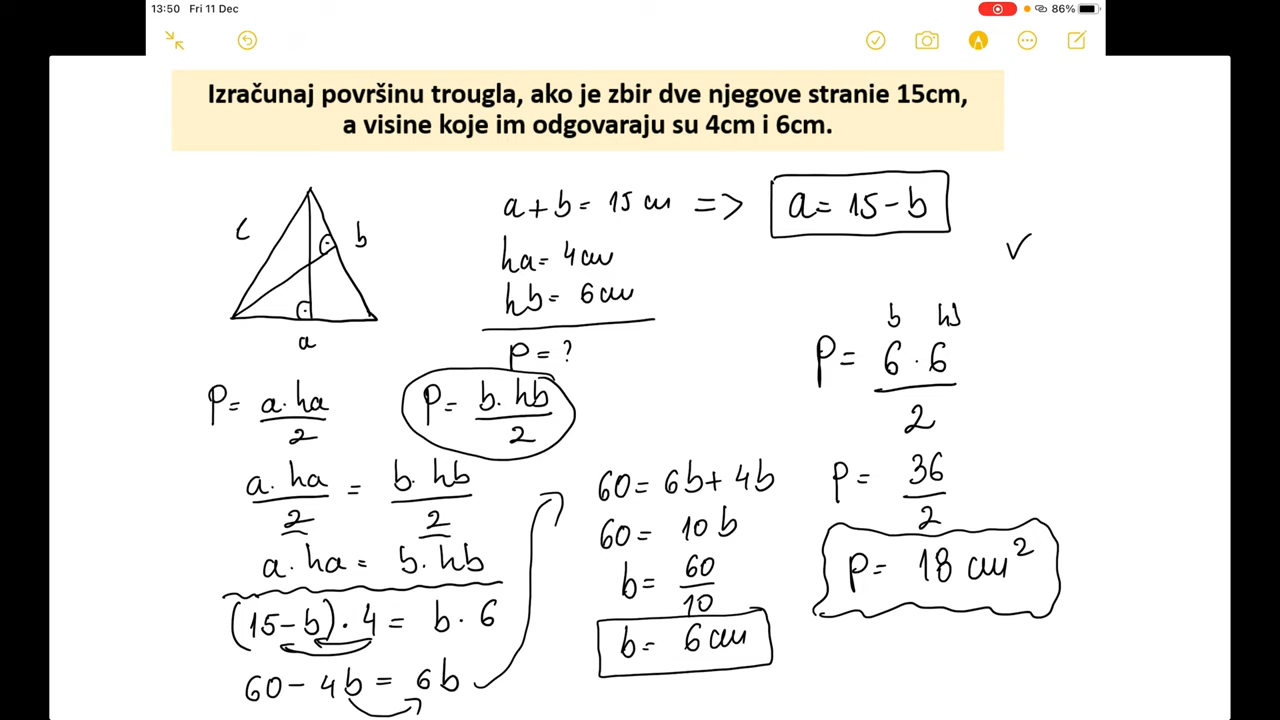 13:50 Fri 11 Dec
86%
Izračunaj površinu trougla, ako je zbir dve njegove stranie 15cm,
a visine koje im odgovaraju su 4cm i 6cm.
c
b
a
a+b= 15 cm => a= 15-b
ha= 4cm
hb= 6cm
P= ?
P= a·ha/2
P= b·hb/2
a·ha/2 = b·hb/2
a·ha= b·hb
(15-b)·4= b·6
60-4b= 6b
60= 6b+4b
60= 10b
b= 60/10
b= 6cm
b hb
P= 6·6/2
P= 36/2
P= 18 cm²